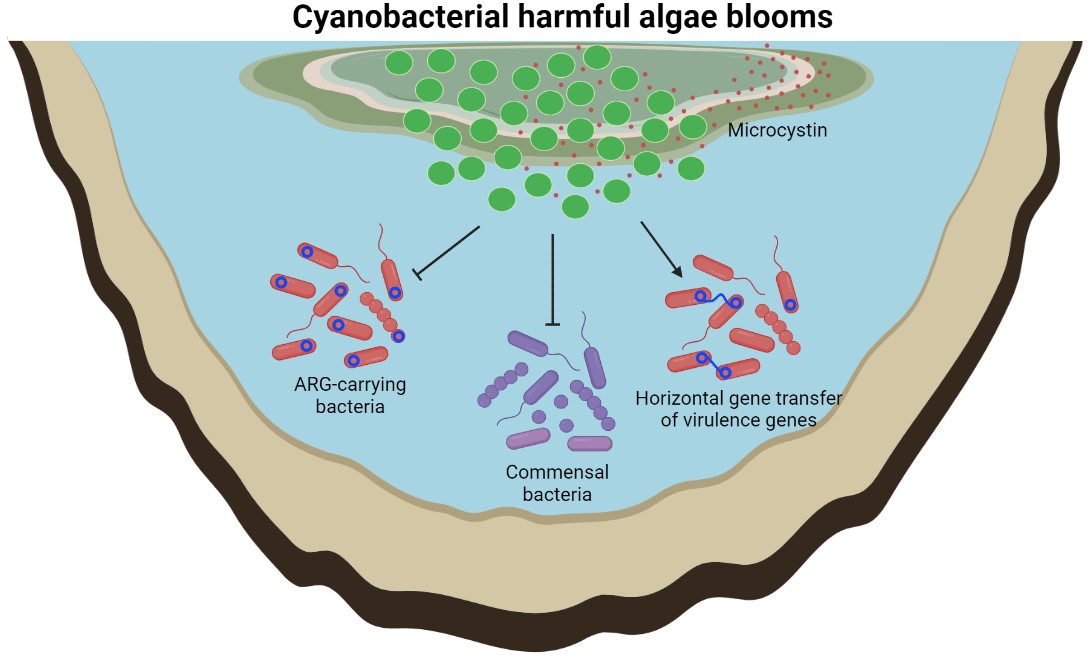 Cyanobacterial harmful algae blooms
Microcystin
ARG-carrying
bacteria
Horizontal gene transfer
of virulence genes
Commensal
bacteria